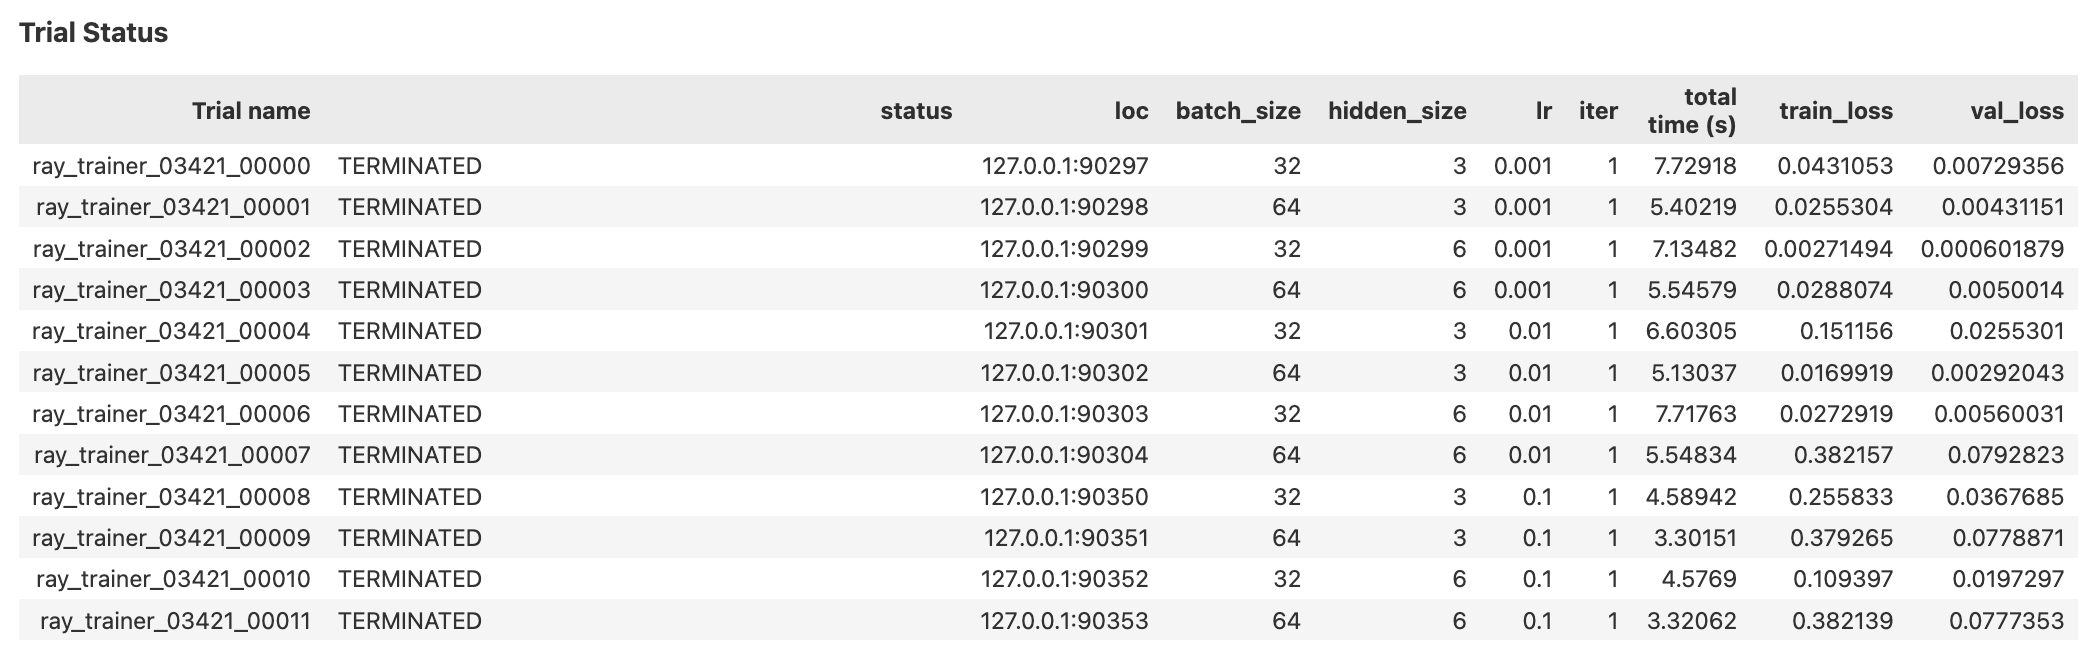 Trial Status
Trial name status loc batch_size hidden_size lr iter total time (s) train_loss val_loss
ray_trainer_03421_00000 TERMINATED 127.0.0.1:90297 32 3 0.001 1 7.72918 0.0431053 0.00729356
ray_trainer_03421_00001 TERMINATED 127.0.0.1:90298 64 3 0.001 1 5.40219 0.0255304 0.00431151
ray_trainer_03421_00002 TERMINATED 127.0.0.1:90299 32 6 0.001 1 7.13482 0.00271494 0.000601879
ray_trainer_03421_00003 TERMINATED 127.0.0.1:90300 64 6 0.001 1 5.54579 0.0288074 0.0050014
ray_trainer_03421_00004 TERMINATED 127.0.0.1:90301 32 3 0.01 1 6.60305 0.151156 0.0255301
ray_trainer_03421_00005 TERMINATED 127.0.0.1:90302 64 3 0.01 1 5.13037 0.0169919 0.00292043
ray_trainer_03421_00006 TERMINATED 127.0.0.1:90303 32 6 0.01 1 7.71763 0.0272919 0.00560031
ray_trainer_03421_00007 TERMINATED 127.0.0.1:90304 64 6 0.01 1 5.54834 0.382157 0.0792823
ray_trainer_03421_00008 TERMINATED 127.0.0.1:90350 32 3 0.1 1 4.58942 0.255833 0.0367685
ray_trainer_03421_00009 TERMINATED 127.0.0.1:90351 64 3 0.1 1 3.30151 0.379265 0.0778871
ray_trainer_03421_00010 TERMINATED 127.0.0.1:90352 32 6 0.1 1 4.5769 0.109397 0.0197297
ray_trainer_03421_00011 TERMINATED 127.0.0.1:90353 64 6 0.1 1 3.32062 0.382139 0.0777353